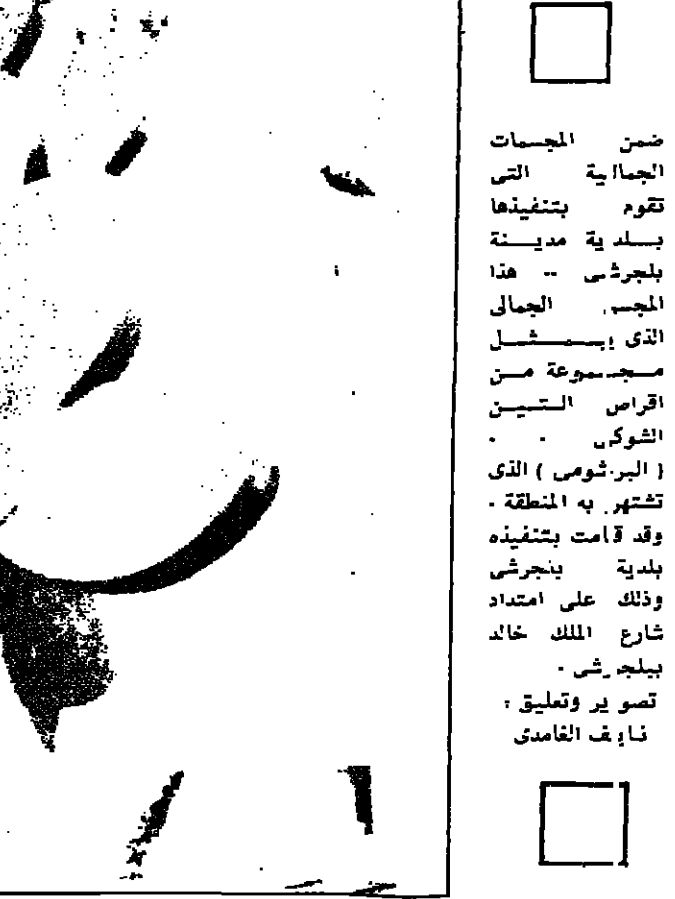 ضمن المجسمات
الجمالية التى
تقوم بتنفيذها
بلدية مدينة
بلجرشى -- هذا
المجسم الجمالى
الذى يمثل
مجموعة من
اقراص التين
الشوكى . .
( البرشومى ) الذى
تشتهر به المنطقة .
وقد قامت بتنفيذه
بلدية بلجرشى
وذلك على امتداد
شارع الملك خالد
ببلجرشى .
تصوير وتعليق :
نايف الغامدى